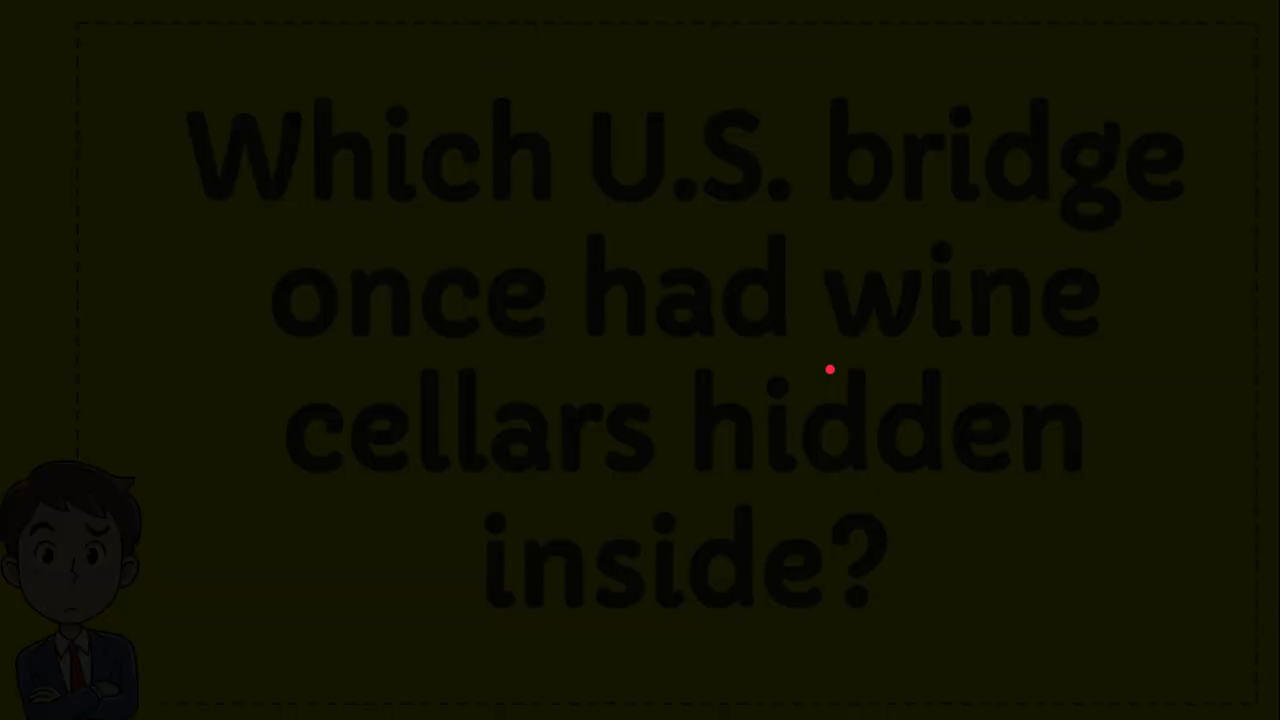 Which U.S. bridge
once had wine
cellars hidden
inside?